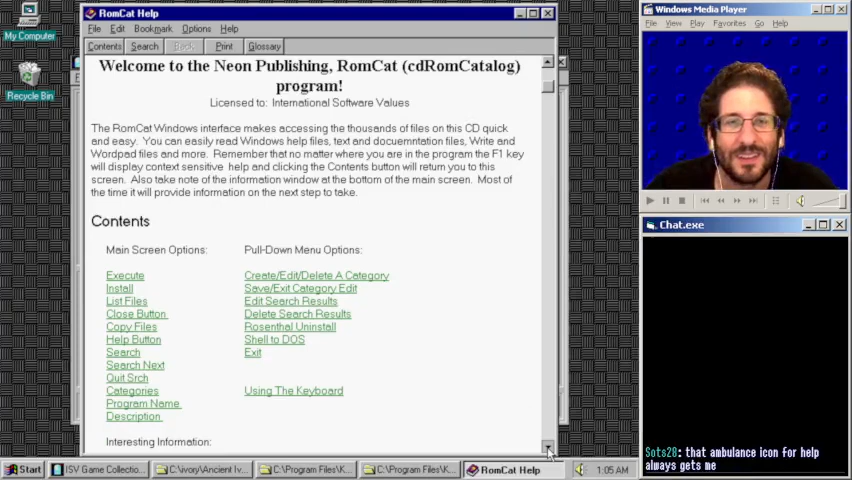 My Computer
Recycle Bin
RomCat Help
File Edit Bookmark Options Help
Contents Search Back Print Glossary
Welcome to the Neon Publishing, RomCat (cdRomCatalog)
program!
Licensed to: International Software Values
The RomCat Windows interface makes accessing the thousands of files on this CD quick
and easy. You can easily read Windows help files, text and docuemntation files, Write and
Wordpad files and more. Remember that no matter where you are in the program the F1 key
will display context sensitive help and clicking the Contents button will return you to this
screen. Also take note of the information window at the bottom of the main screen. Most of
the time it will provide information on the next step to take.
Contents
Main Screen Options: Pull-Down Menu Options:
Execute Create/Edit/Delete A Category
Install Save/Exit Category Edit
List Files Edit Search Results
Close Button Delete Search Results
Copy Files Rosenthal Uninstall
Help Button Shell to DOS
Search Exit
Search Next
Quit Srch
Categories Using The Keyboard
Program Name
Description
Interesting Information:
Windows Media Player
File View Play Favorites Go Help
Chat.exe
Sots28: that ambulance icon for help
always gets me
Start ISV Game Collectio... C:\ivory\Ancient Iv... C:\Program Files\K... C:\Program Files\K... RomCat Help 1:05 AM